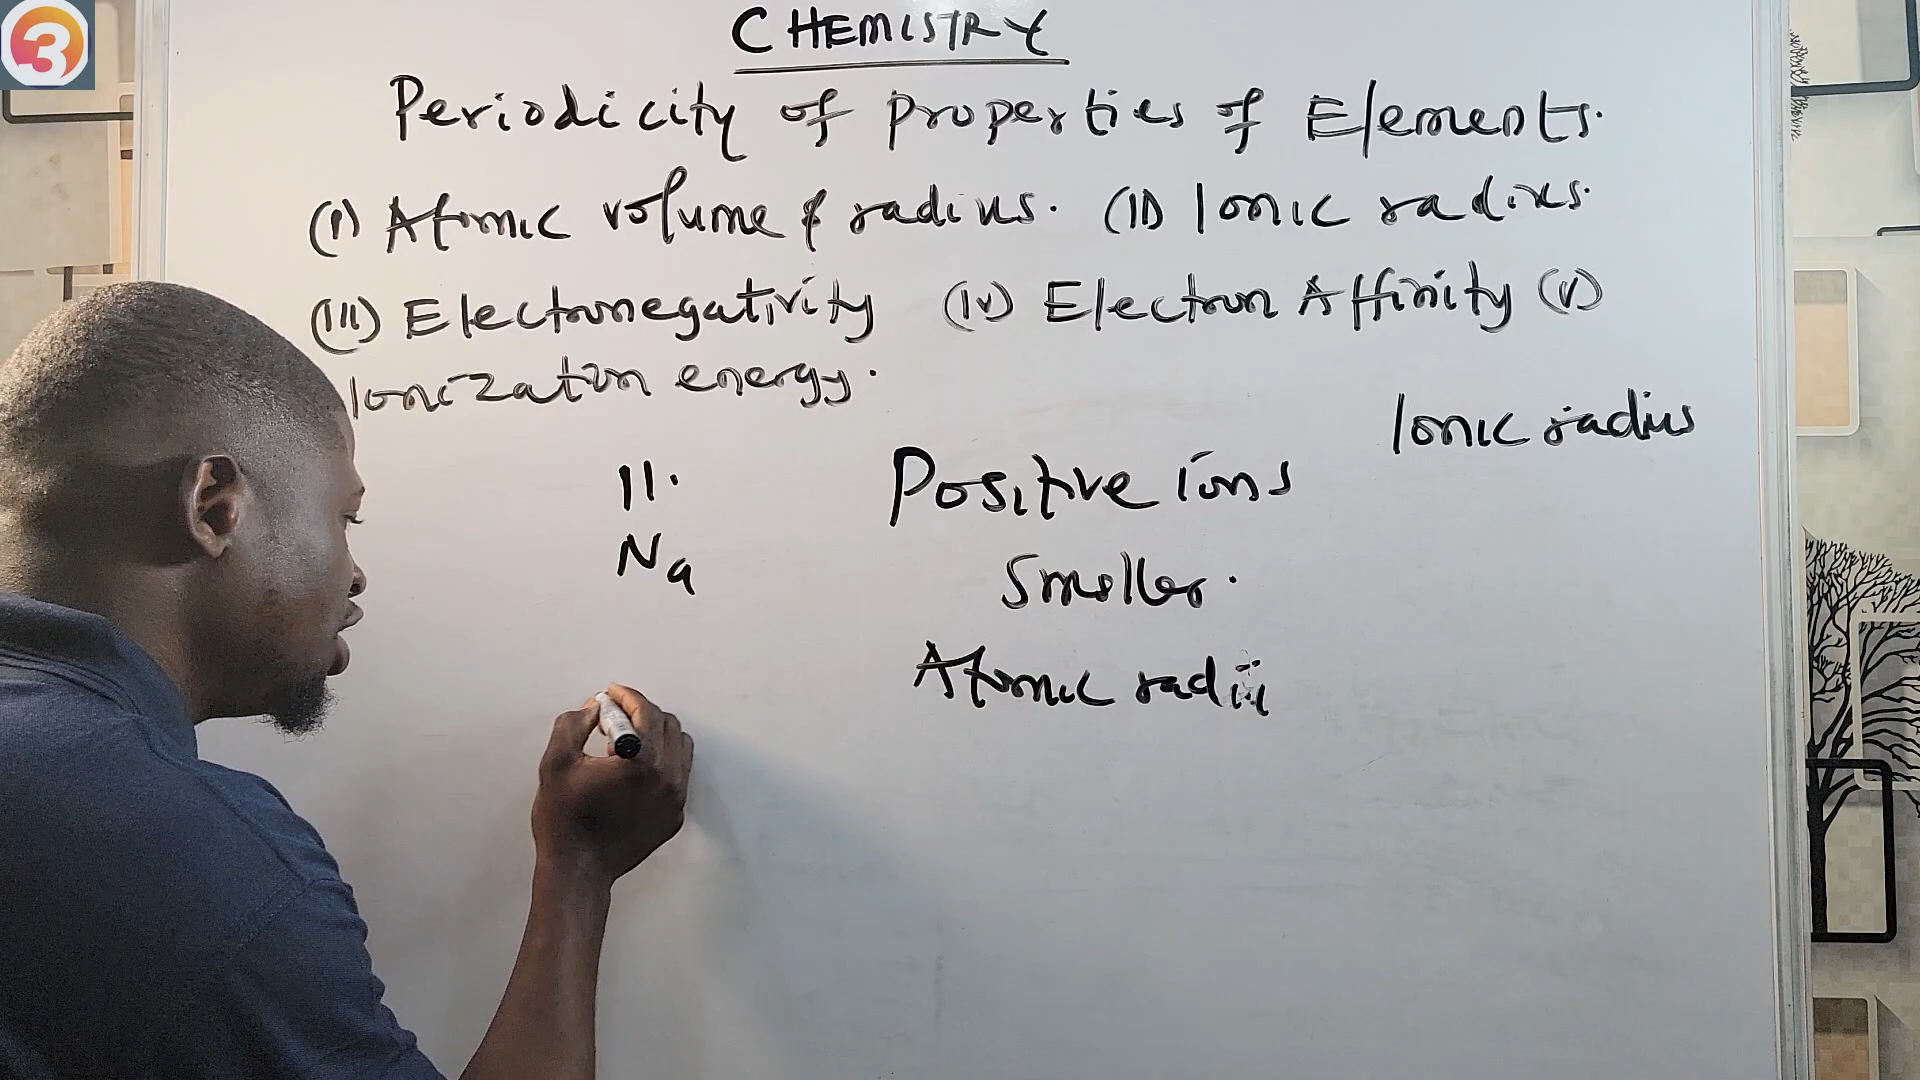 3
CHEMISTRY
Periodicity of properties of Elements.
(I) Atomic volume & radius. (II) Ionic radius.
(III) Electronegativity (IV) Electron Affinity (V)
Ionization energy.
Ionic radius
11.
Na
Positive ions
Smaller.
Atomic radii